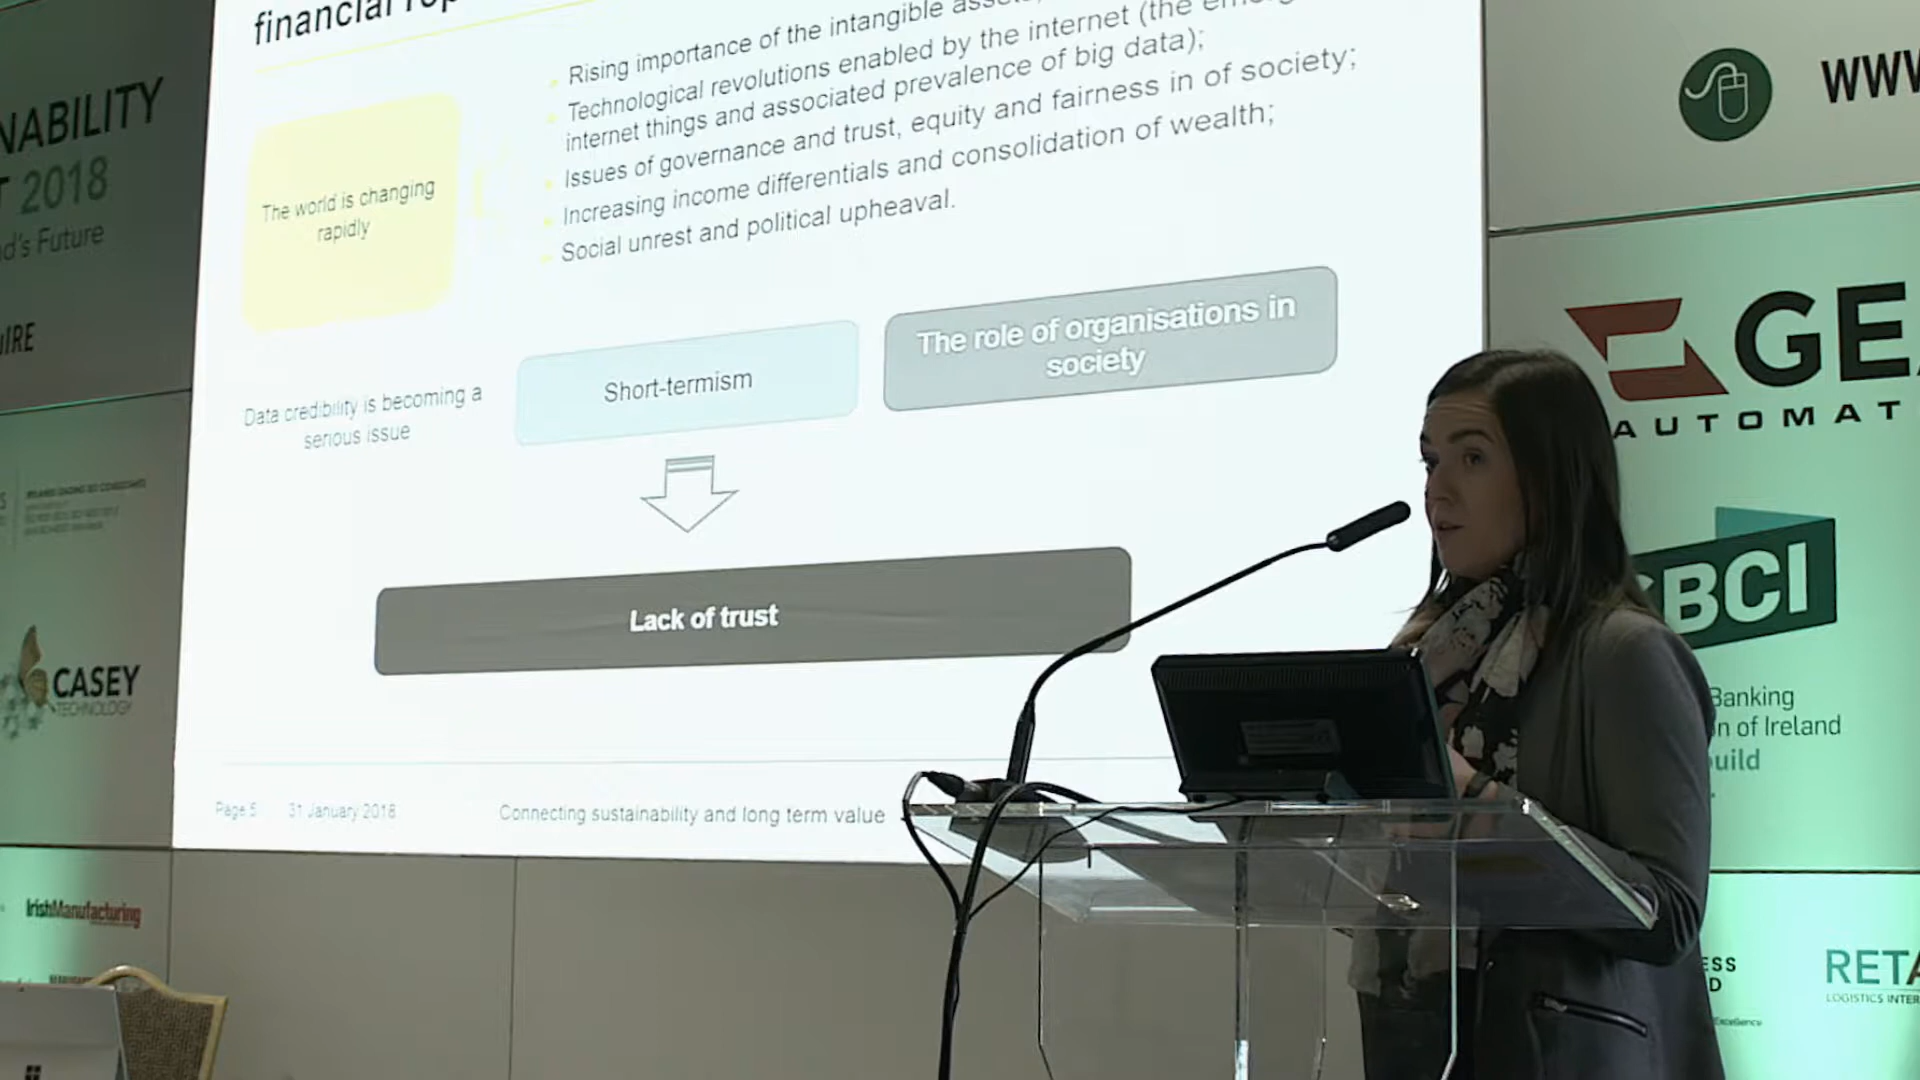 financial
Rising importance of the intangible
Technological revolutions enabled by the internet (the
internet things and associated prevalence of big data);
Issues of governance and trust, equity and fairness in of society;
Increasing income differentials and consolidation of wealth;
Social unrest and political upheaval.
The world is changing
rapidly
Data credibility is becoming a
serious issue
Short-termism
The role of organisations in
society
Lack of trust
Page 5
31 January 2018
Connecting sustainability and long term value
NABILITY
2018
d's Future
IRE
CASEY
TECHNOLOGY
IrishManufacturing
WWW
GE
AUTOMAT
BCI
Banking
n of Ireland
uild
ESS
D
Excellence
RETA
LOGISTICS INTER